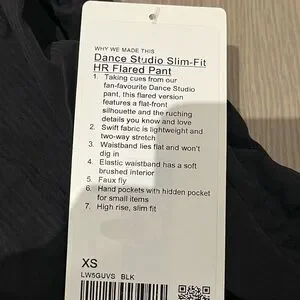 WHY WE MADE THIS
Dance Studio Slim-Fit
HR Flared Pant
1. Taking cues from our
fan-favourite Dance Studio
pant, this flared version
features a flat-front
silhouette and the ruching
details you know and love
2. Swift fabric is lightweight and
two-way stretch
3. Waistband lies flat and won't
dig in
4. Elastic waistband has a soft
brushed interior
5. Faux fly
6. Hand pockets with hidden pocket
for small items
7. High rise, slim fit
XS
LW5GUVS BLK